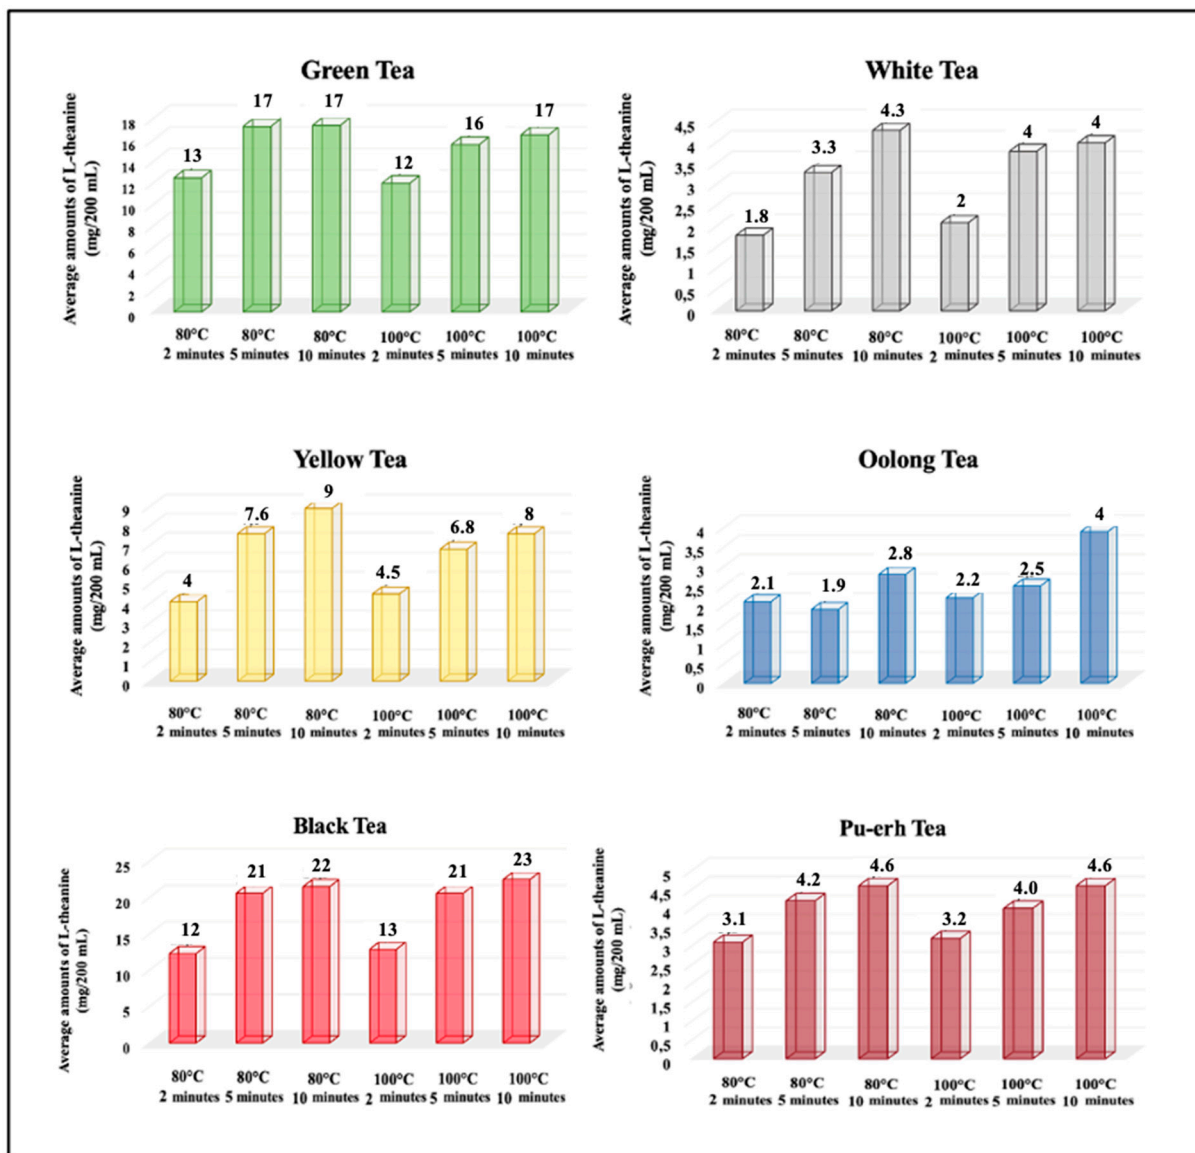 Green Tea
Average amounts of L-theanine
(mg/200 mL)
18
16
14
12
10
8
6
4
2
0
13
17
17
12
16
17
80°C
2 minutes
80°C
5 minutes
80°C
10 minutes
100°C
2 minutes
100°C
5 minutes
100°C
10 minutes
White Tea
Average amounts of L-theanine
(mg/200 mL)
4,5
4
3,5
3
2,5
2
1,5
1
0,5
0
1.8
3.3
4.3
2
4
4
80°C
2 minutes
80°C
5 minutes
80°C
10 minutes
100°C
2 minutes
100°C
5 minutes
100°C
10 minutes
Yellow Tea
Average amounts of L-theanine
(mg/200 mL)
9
8
7
6
5
4
3
2
1
0
4
7.6
9
4.5
6.8
8
80°C
2 minutes
80°C
5 minutes
80°C
10 minutes
100°C
2 minutes
100°C
5 minutes
100°C
10 minutes
Oolong Tea
Average amounts of L-theanine
(mg/200 mL)
4
3,5
3
2,5
2
1,5
1
0,5
0
2.1
1.9
2.8
2.2
2.5
4
80°C
2 minutes
80°C
5 minutes
80°C
10 minutes
100°C
2 minutes
100°C
5 minutes
100°C
10 minutes
Black Tea
Average amounts of L-theanine
(mg/200 mL)
25
20
15
10
5
0
12
21
22
13
21
23
80°C
2 minutes
80°C
5 minutes
80°C
10 minutes
100°C
2 minutes
100°C
5 minutes
100°C
10 minutes
Pu-erh Tea
Average amounts of L-theanine
(mg/200 mL)
5
4,5
4
3,5
3
2,5
2
1,5
1
0,5
0
3.1
4.2
4.6
3.2
4.0
4.6
80°C
2 minutes
80°C
5 minutes
80°C
10 minutes
100°C
2 minutes
100°C
5 minutes
100°C
10 minutes